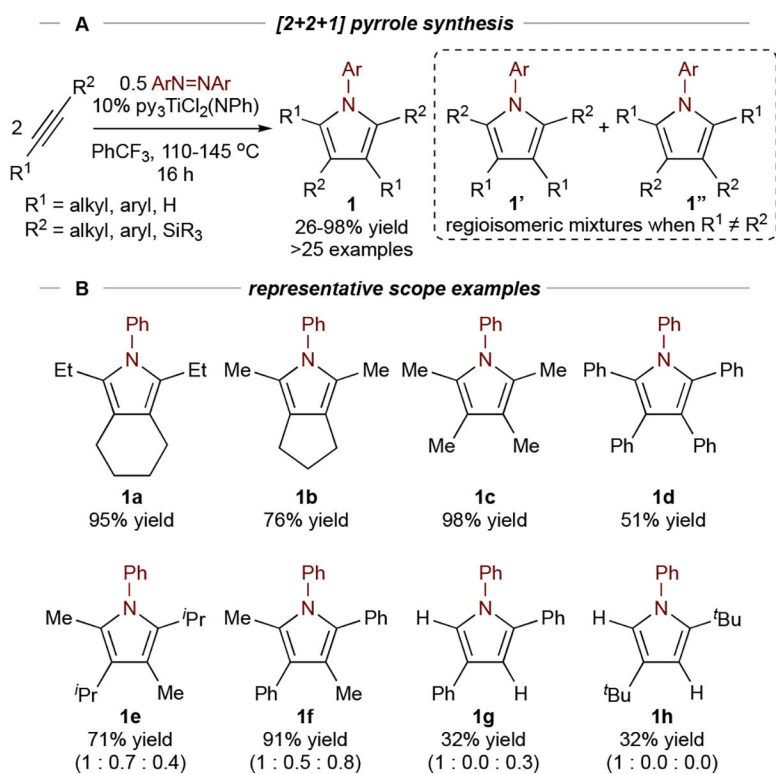 A [2+2+1] pyrrole synthesis
2
R²
R¹
0.5 ArN=NAr
10% py₃TiCl₂(NPh)
PhCF₃, 110-145 °C
16 h
R¹ = alkyl, aryl, H
R² = alkyl, aryl, SiR₃
Ar
N
R¹ R²
R² R¹
1
26-98% yield
>25 examples
Ar
N
R² R²
R¹ R¹
1'
+
Ar
N
R¹ R¹
R² R²
1"
regioisomeric mixtures when R¹ ≠ R²
B representative scope examples
Ph
N
Et Et
1a
95% yield
Ph
N
Me Me
1b
76% yield
Ph
N
Me Me
Me Me
1c
98% yield
Ph
N
Ph Ph
Ph Ph
1d
51% yield
Ph
N
Me ⁱPr
ⁱPr Me
1e
71% yield
(1 : 0.7 : 0.4)
Ph
N
Me Ph
Ph Me
1f
91% yield
(1 : 0.5 : 0.8)
Ph
N
H Ph
Ph H
1g
32% yield
(1 : 0.0 : 0.3)
Ph
N
H ᵗBu
ᵗBu H
1h
32% yield
(1 : 0.0 : 0.0)